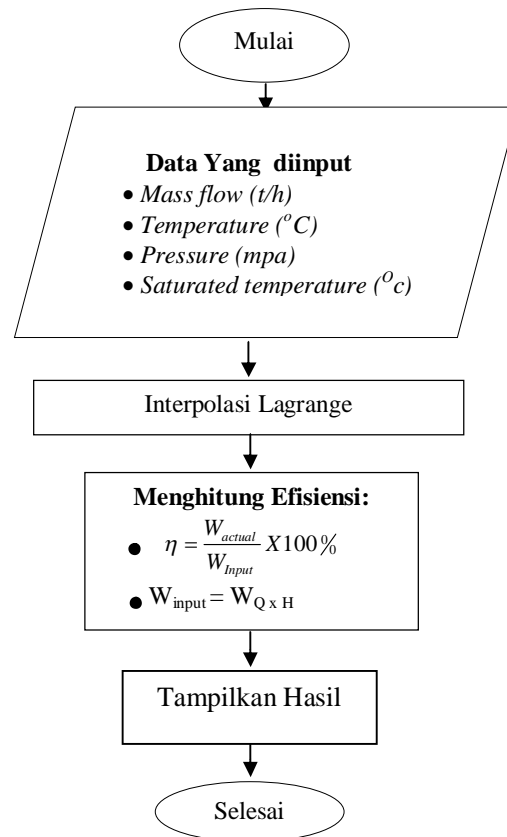 Mulai
Data Yang diinput
• Mass flow (t/h)
• Temperature (°C)
• Pressure (mpa)
• Saturated temperature (°c)
Interpolasi Lagrange
Menghitung Efisiensi:
• η = W_actual / W_Input X100%
• W_input = W_Q x H
Tampilkan Hasil
Selesai